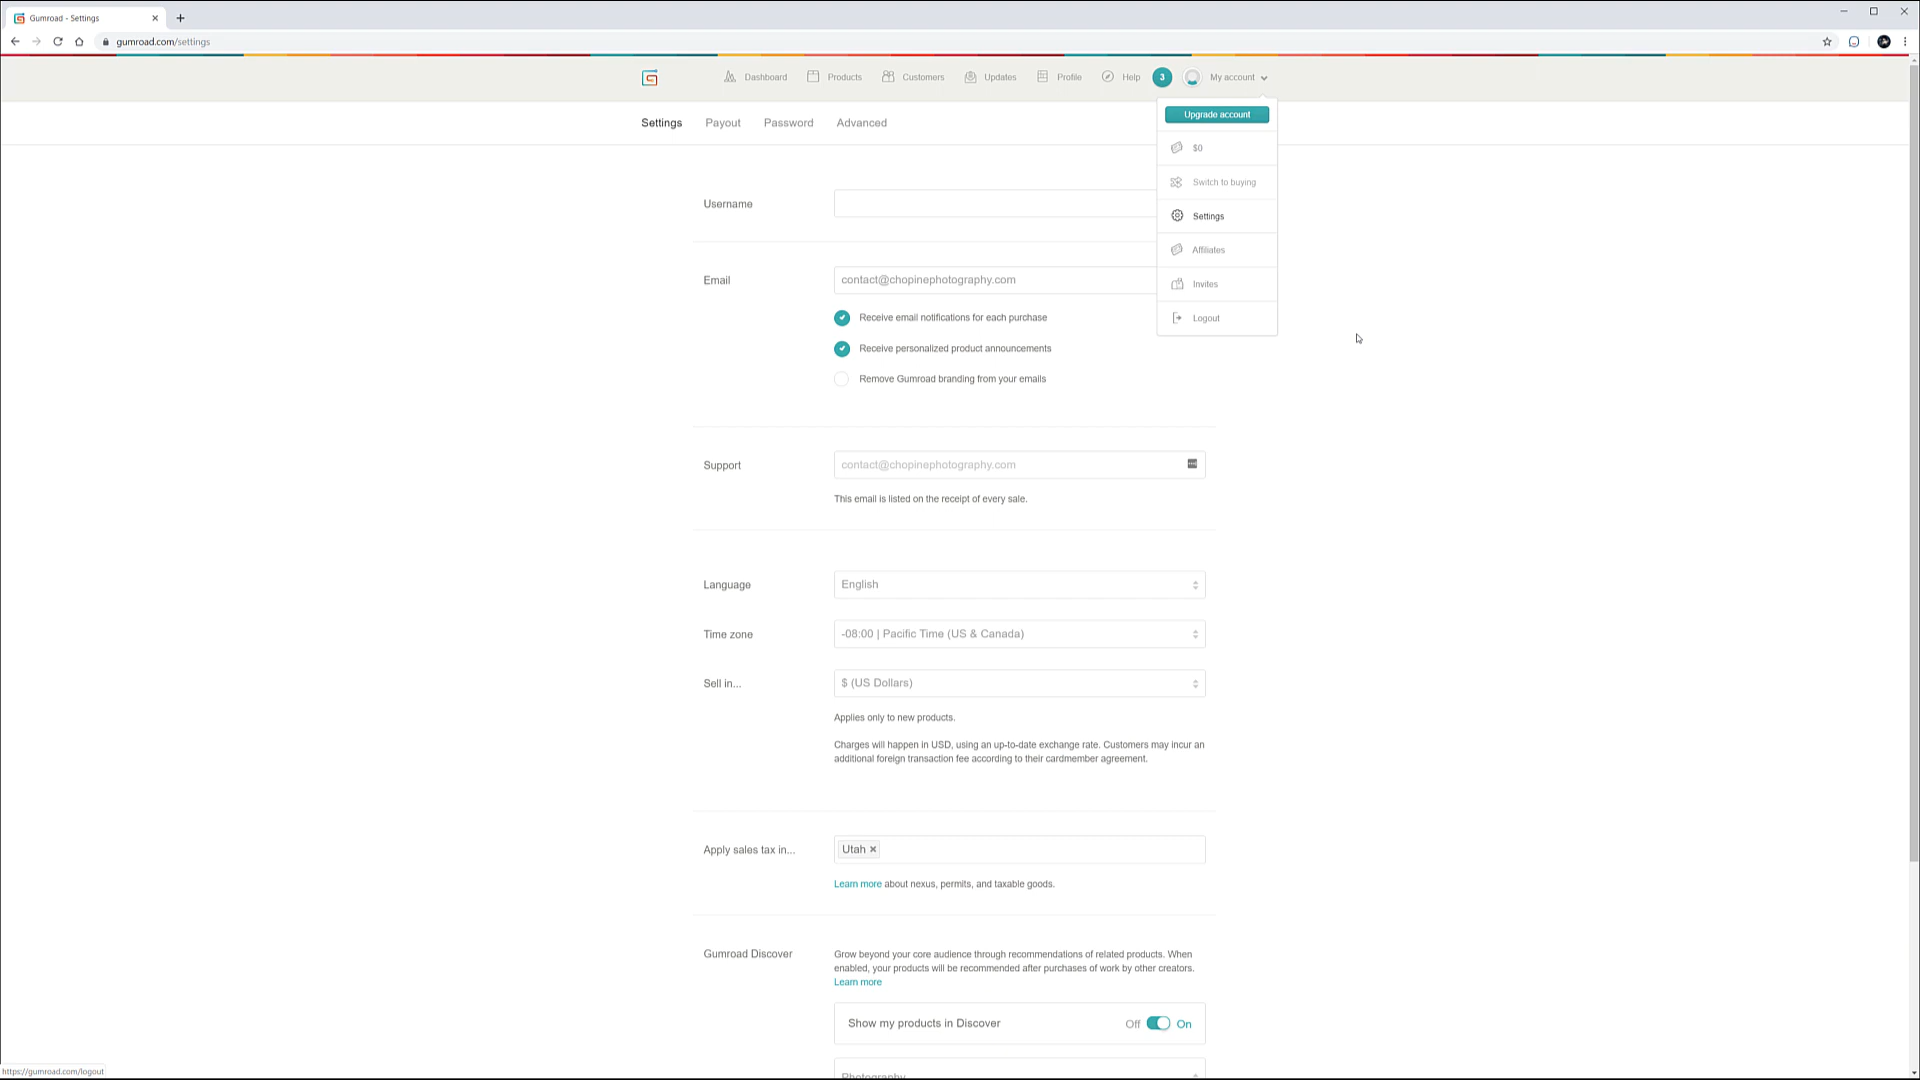 Gumroad - Settings
gumroad.com/settings
Dashboard Products Customers Updates Profile Help 3 My account
Settings Payout Password Advanced
Upgrade account
$0
Switch to buying
Settings
Affiliates
Invites
Logout
Username
Email contact@chopinephotography.com
Receive email notifications for each purchase
Receive personalized product announcements
Remove Gumroad branding from your emails
Support contact@chopinephotography.com
This email is listed on the receipt of every sale.
Language English
Time zone -08:00 | Pacific Time (US & Canada)
Sell in... $ (US Dollars)
Applies only to new products.
Charges will happen in USD, using an up-to-date exchange rate. Customers may incur an
additional foreign transaction fee according to their cardmember agreement.
Apply sales tax in... Utah ×
Learn more about nexus, permits, and taxable goods.
Gumroad Discover Grow beyond your core audience through recommendations of related products. When
enabled, your products will be recommended after purchases of work by other creators.
Learn more
Show my products in Discover Off On
Photography
https://gumroad.com/logout